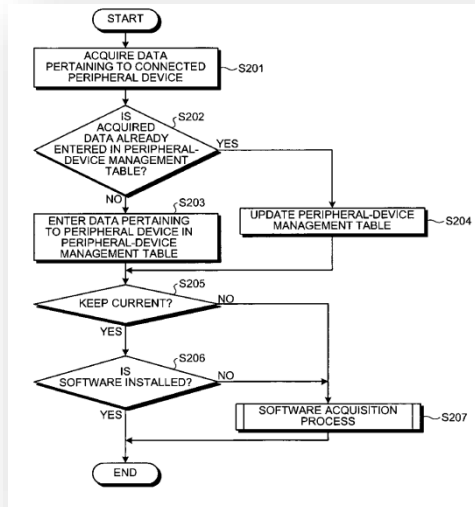 START
ACQUIRE DATA
PERTAINING TO CONNECTED
PERIPHERAL DEVICE
S201
S202
IS
ACQUIRED
DATA ALREADY
ENTERED IN PERIPHERAL-
DEVICE MANAGEMENT
TABLE?
YES
NO
S203
ENTER DATA PERTAINING
TO PERIPHERAL DEVICE IN
PERIPHERAL-DEVICE
MANAGEMENT TABLE
UPDATE PERIPHERAL-DEVICE
MANAGEMENT TABLE
S204
S205
KEEP CURRENT?
NO
YES
S206
IS
SOFTWARE INSTALLED?
NO
YES
SOFTWARE ACQUISITION
PROCESS
S207
END